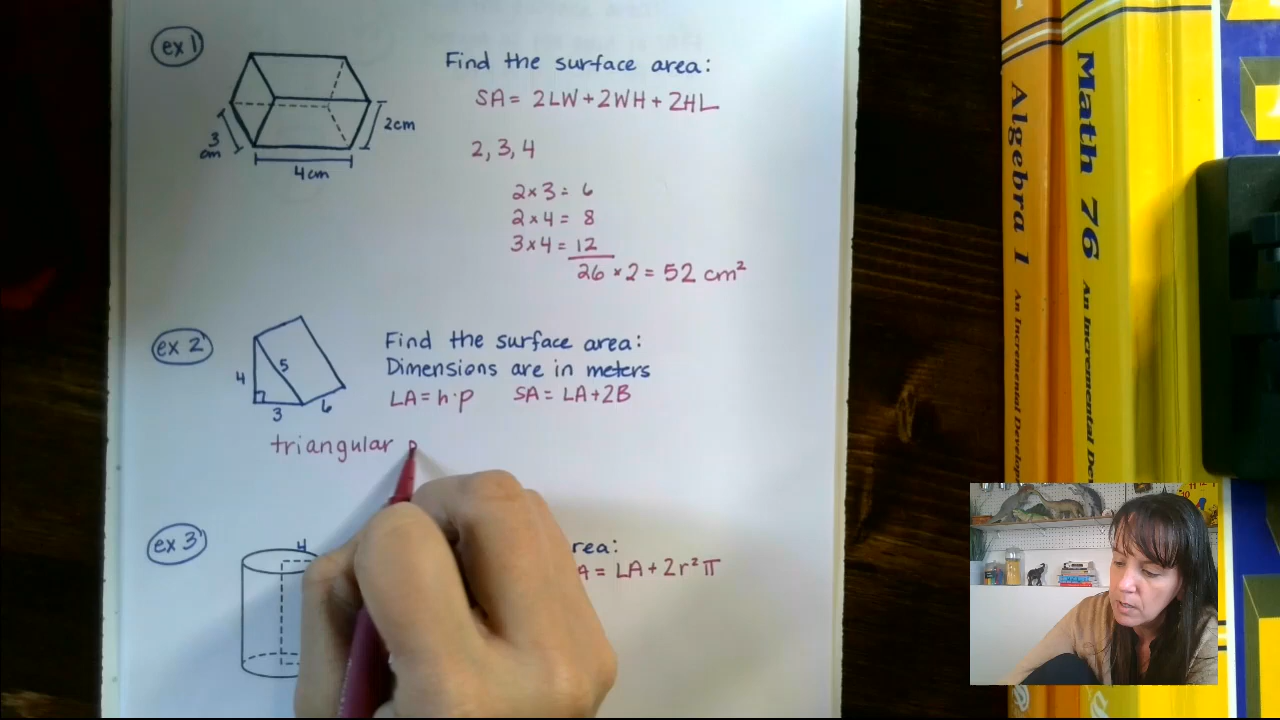 ex 1
Find the surface area:
SA = 2LW + 2WH + 2HL
2cm
3
cm
4cm
2, 3, 4
2 × 3 = 6
2 × 4 = 8
3 × 4 = 12
26 × 2 = 52 cm²
ex 2
Find the surface area:
Dimensions are in meters
LA = h·p SA = LA + 2B
4
5
3
6
triangular p
ex 3
4
rea:
A = LA + 2r²π
Algebra 1
An Incremental Develop
Math 76
An Incremental De